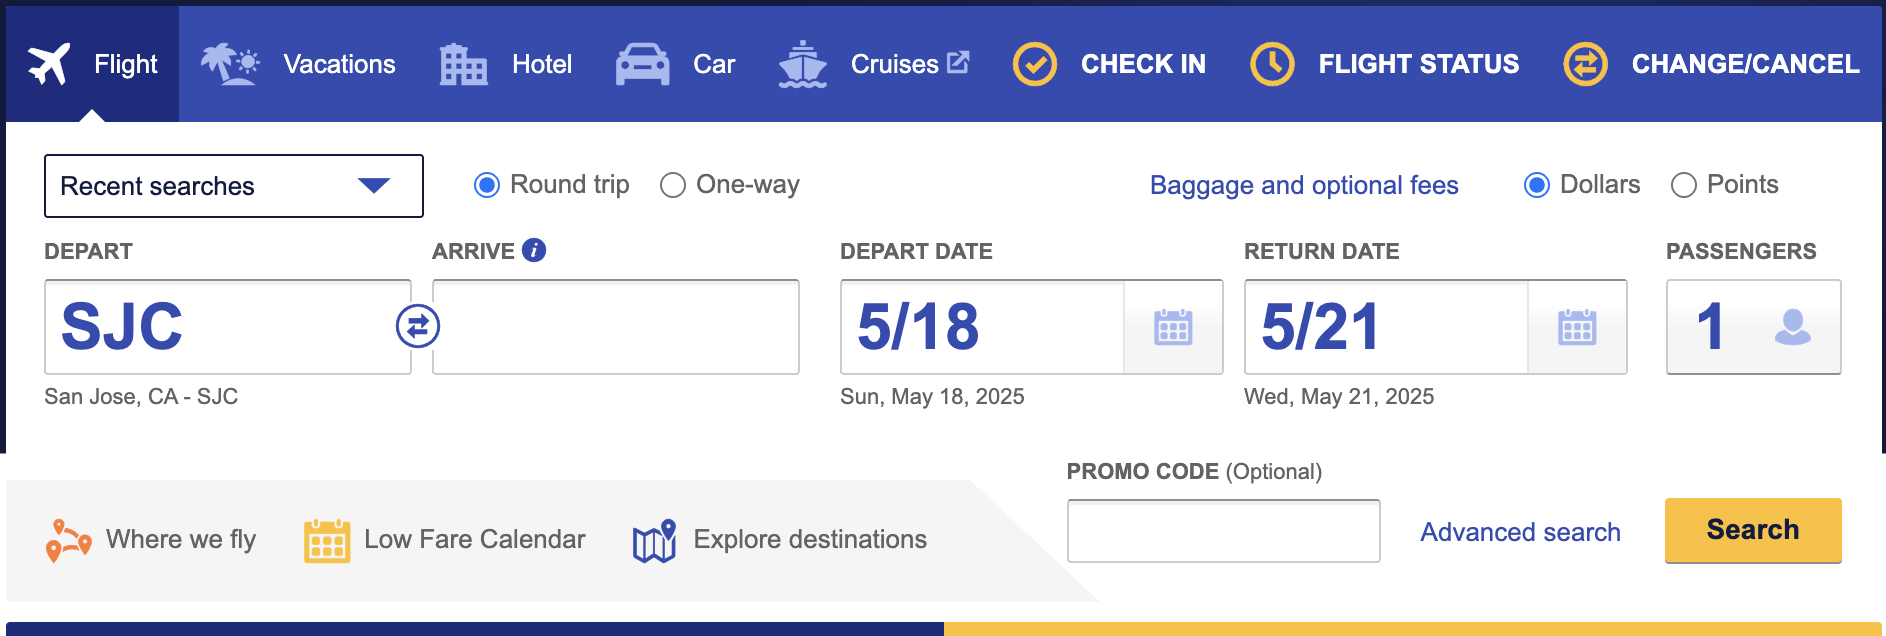 Flight Vacations Hotel Car Cruises CHECK IN FLIGHT STATUS CHANGE/CANCEL
Recent searches Round trip One-way Baggage and optional fees Dollars Points
DEPART ARRIVE i DEPART DATE RETURN DATE PASSENGERS
SJC 5/18 5/21 1
San Jose, CA - SJC Sun, May 18, 2025 Wed, May 21, 2025
PROMO CODE (Optional)
Where we fly Low Fare Calendar Explore destinations Advanced search Search